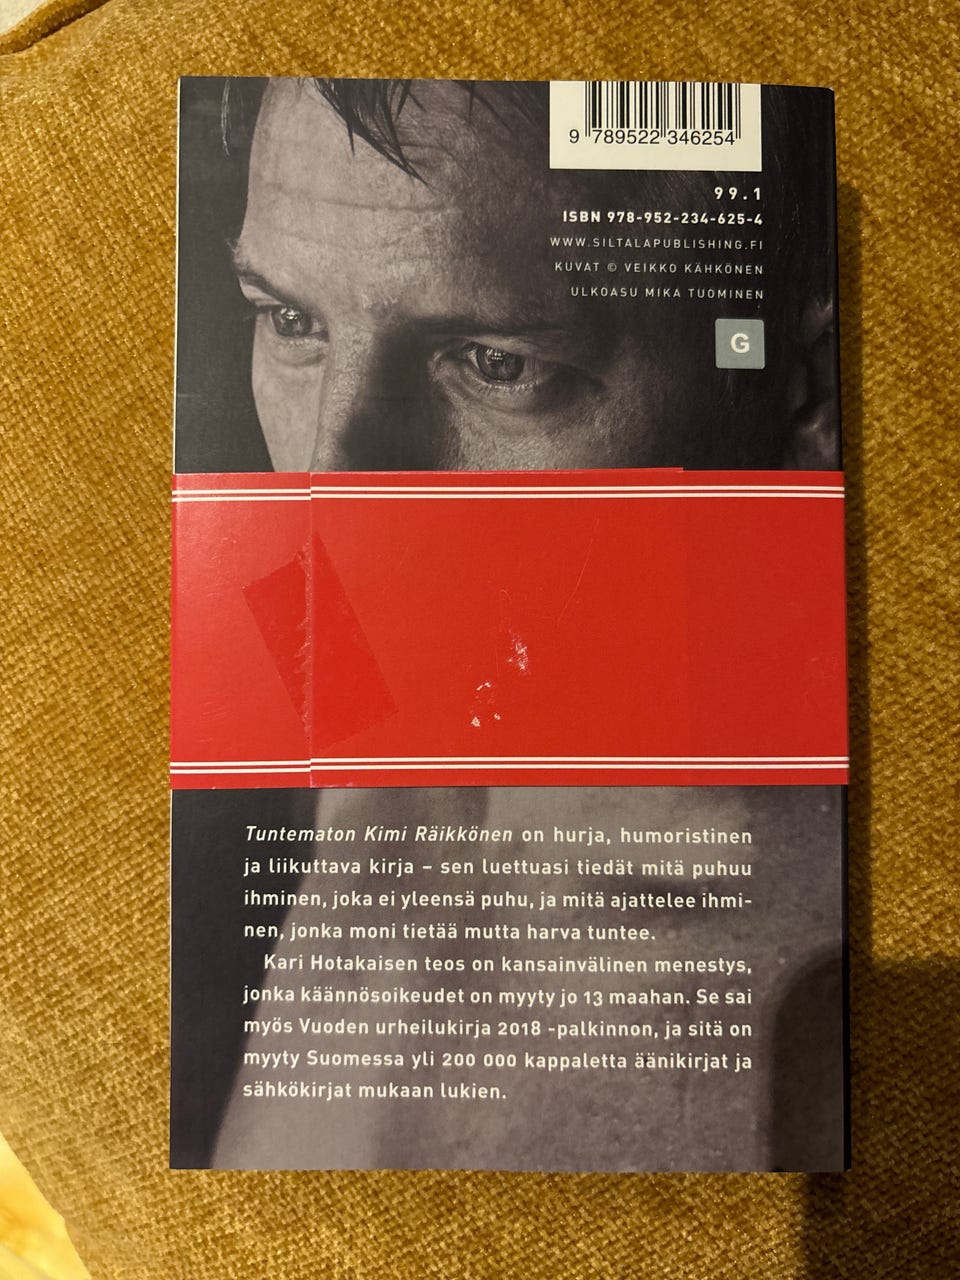 9 789522 346254
99.1
ISBN 978-952-234-625-4
WWW.SILTALAPUBLISHING.FI
KUVAT © VEIKKO KÄHKÖNEN
ULKOASU MIKA TUOMINEN
G
Tuntematon Kimi Räikkönen on hurja, humoristinen
ja liikuttava kirja – sen luettuasi tiedät mitä puhuu
ihminen, joka ei yleensä puhu, ja mitä ajattelee ihmi-
nen, jonka moni tietää mutta harva tuntee.
Kari Hotakaisen teos on kansainvälinen menestys,
jonka käännösoikeudet on myyty jo 13 maahan. Se sai
myös Vuoden urheilukirja 2018 -palkinnon, ja sitä on
myyty Suomessa yli 200 000 kappaletta äänikirjat ja
sähkökirjat mukaan lukien.